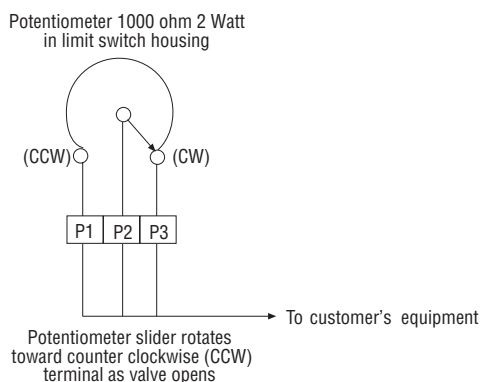 Potentiometer 1000 ohm 2 Watt
in limit switch housing
(CCW)
(CW)
P1
P2
P3
To customer's equipment
Potentiometer slider rotates
toward counter clockwise (CCW)
terminal as valve opens